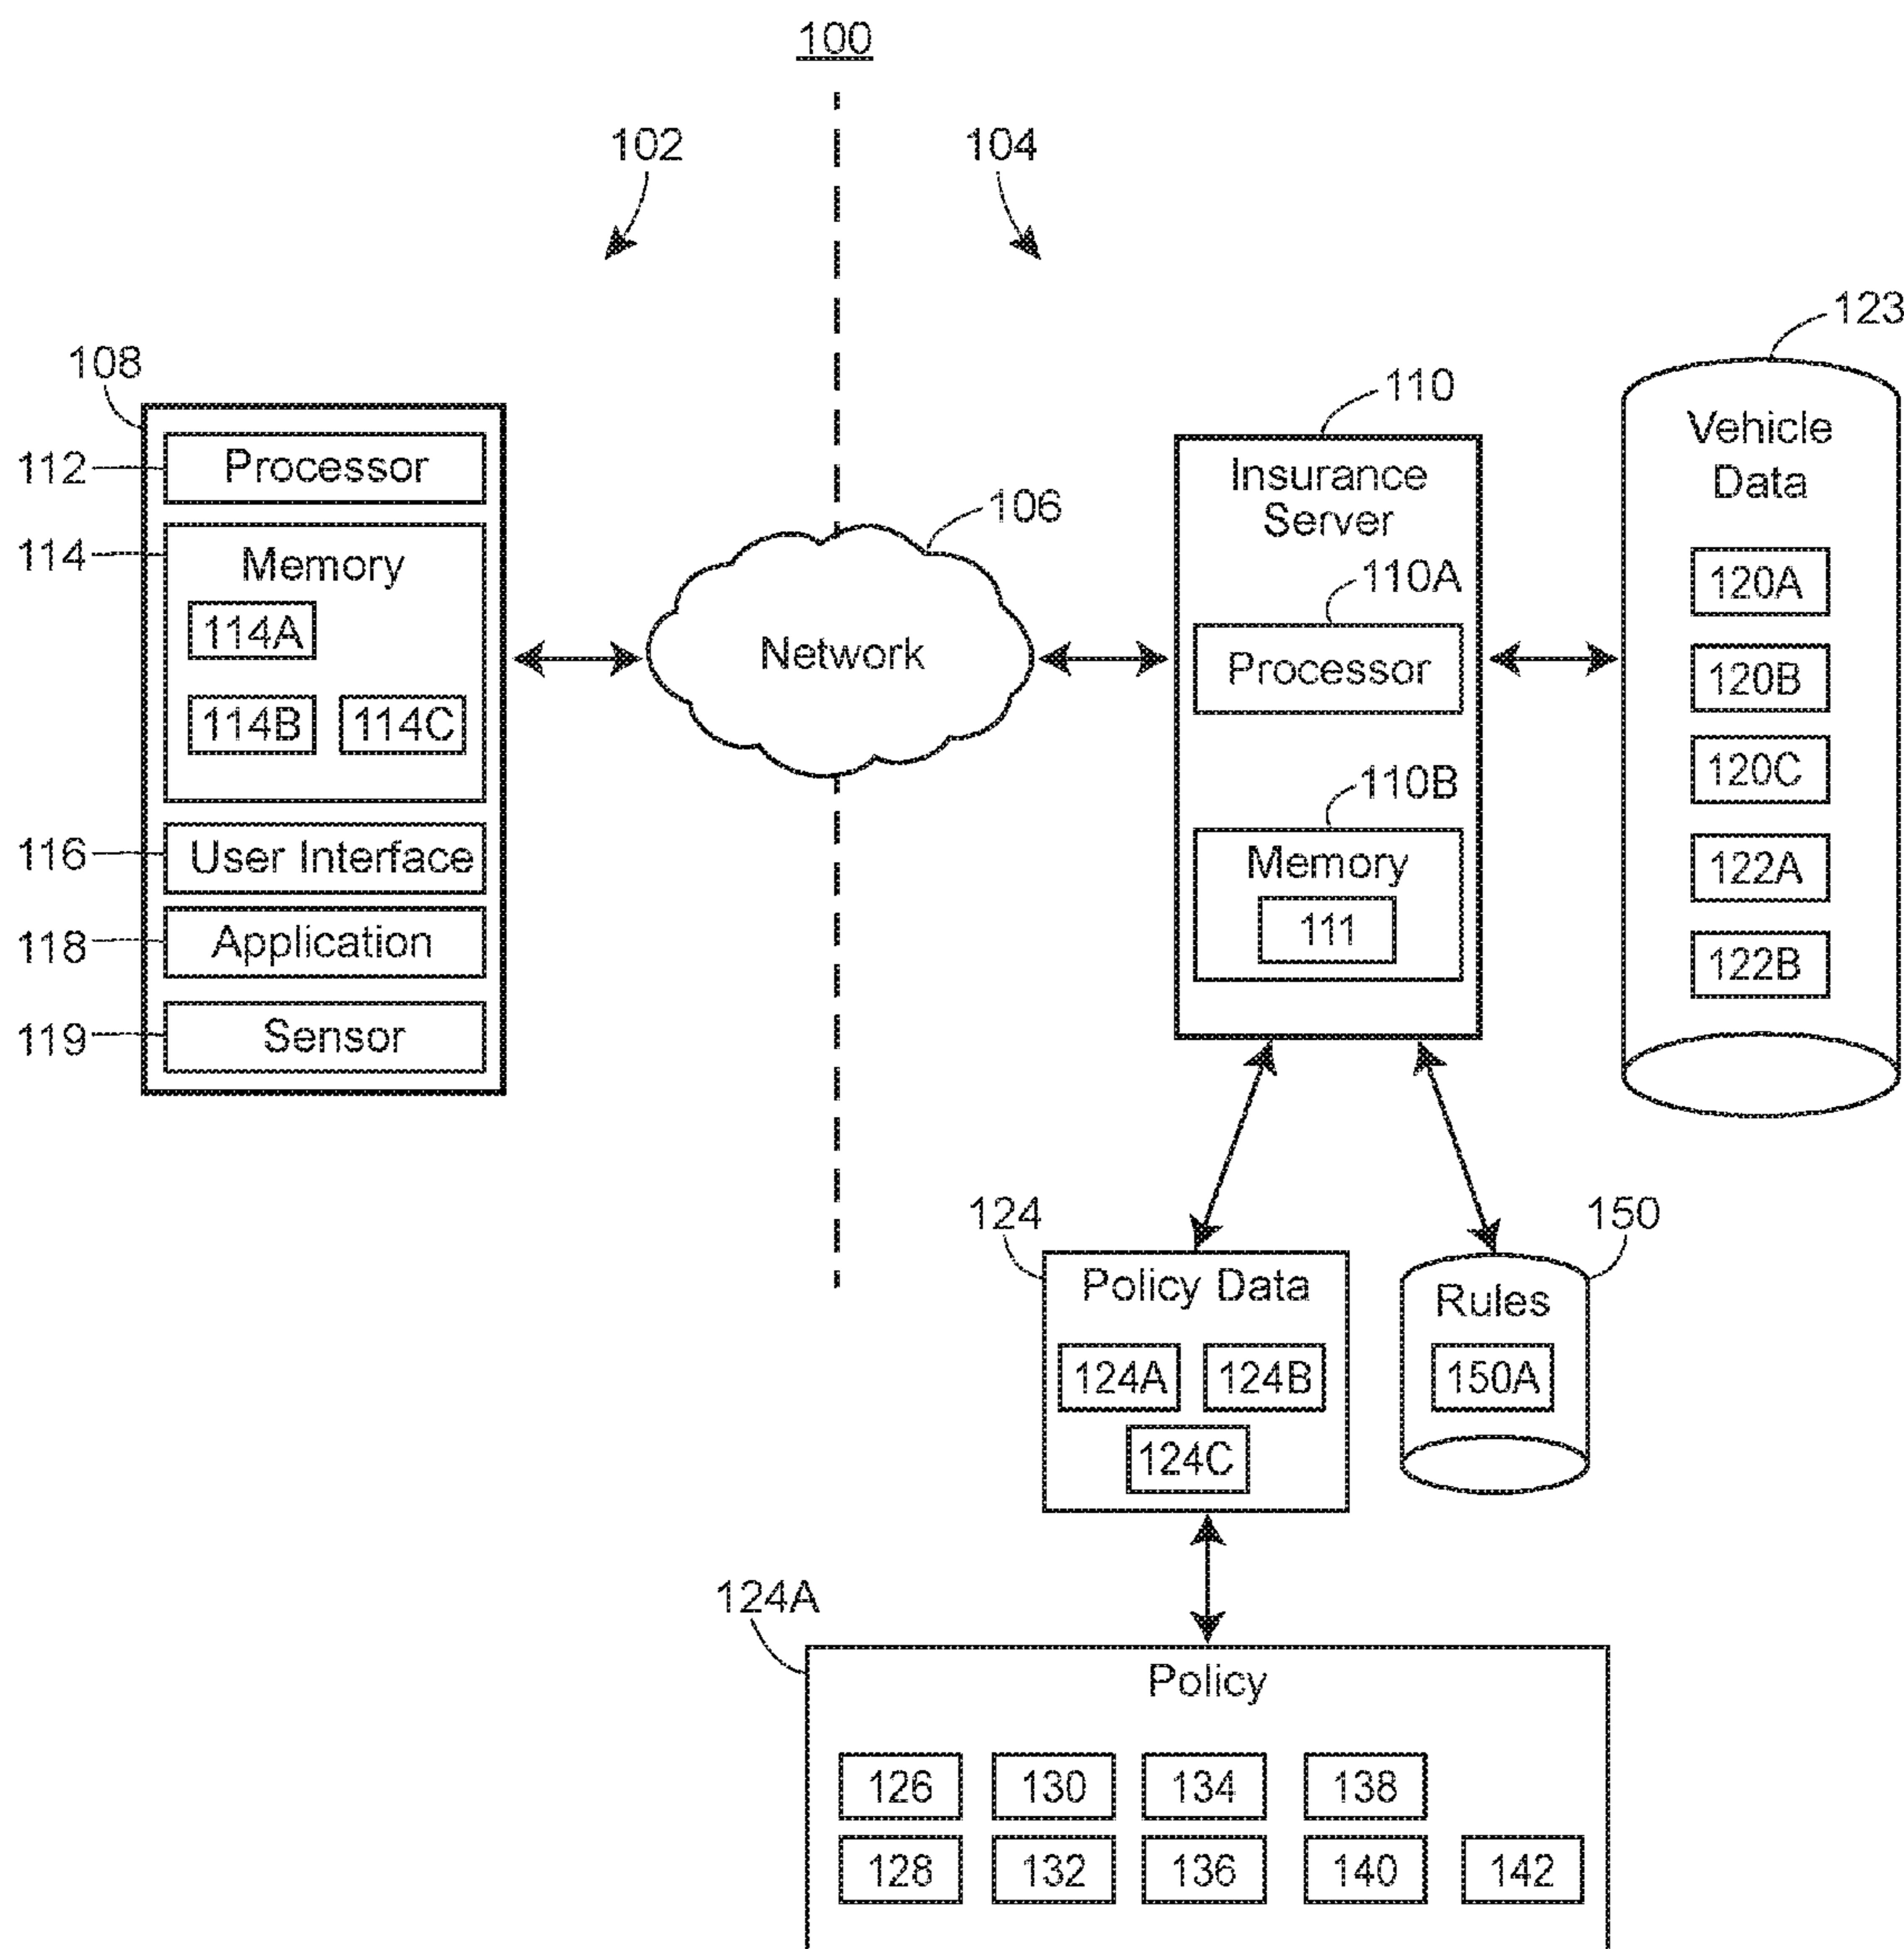 100
102
104
108
112
Processor
114
Memory
114A
114B 114C
116
User Interface
118
Application
119
Sensor
106
Network
110
Insurance
Server
110A
Processor
110B
Memory
111
123
Vehicle
Data
120A
120B
120C
122A
122B
124
Policy Data
124A 124B
124C
150
Rules
150A
124A
Policy
126 130 134 138
128 132 136 140 142